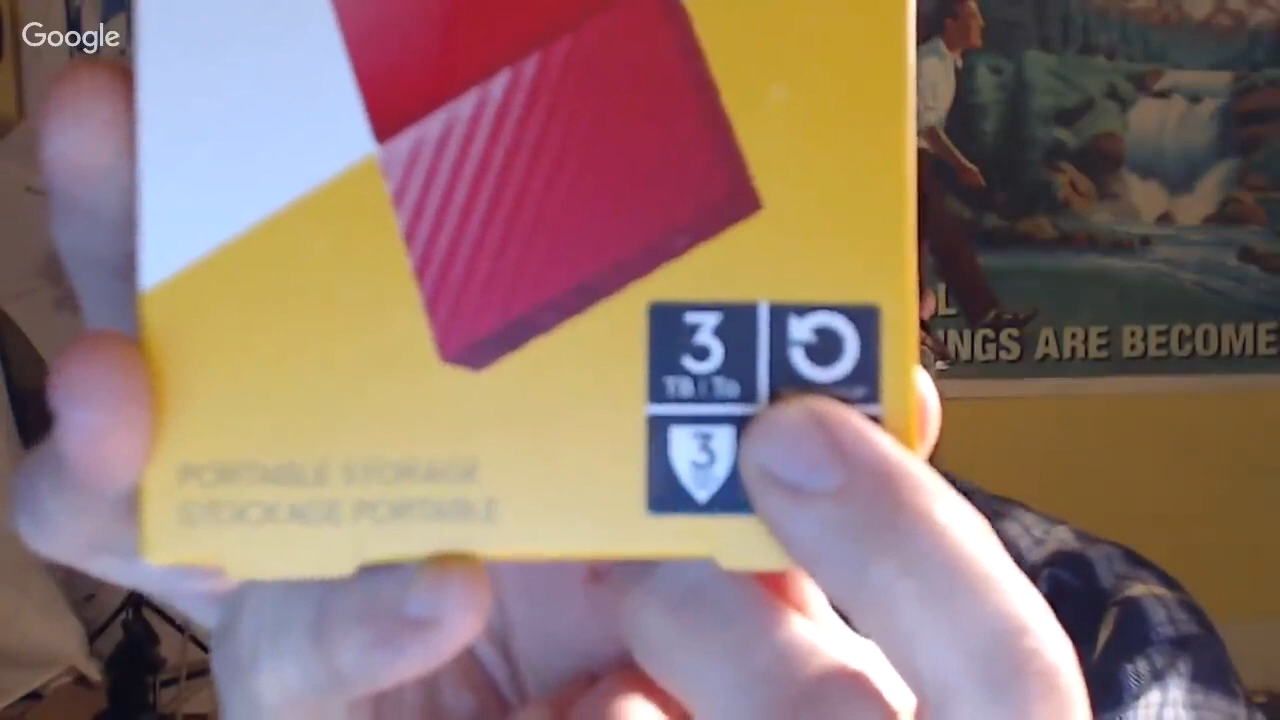 Google
L
NGS ARE BECOME
3
TB | To
3
PORTABLE STORAGE
STOCKAGE PORTABLE